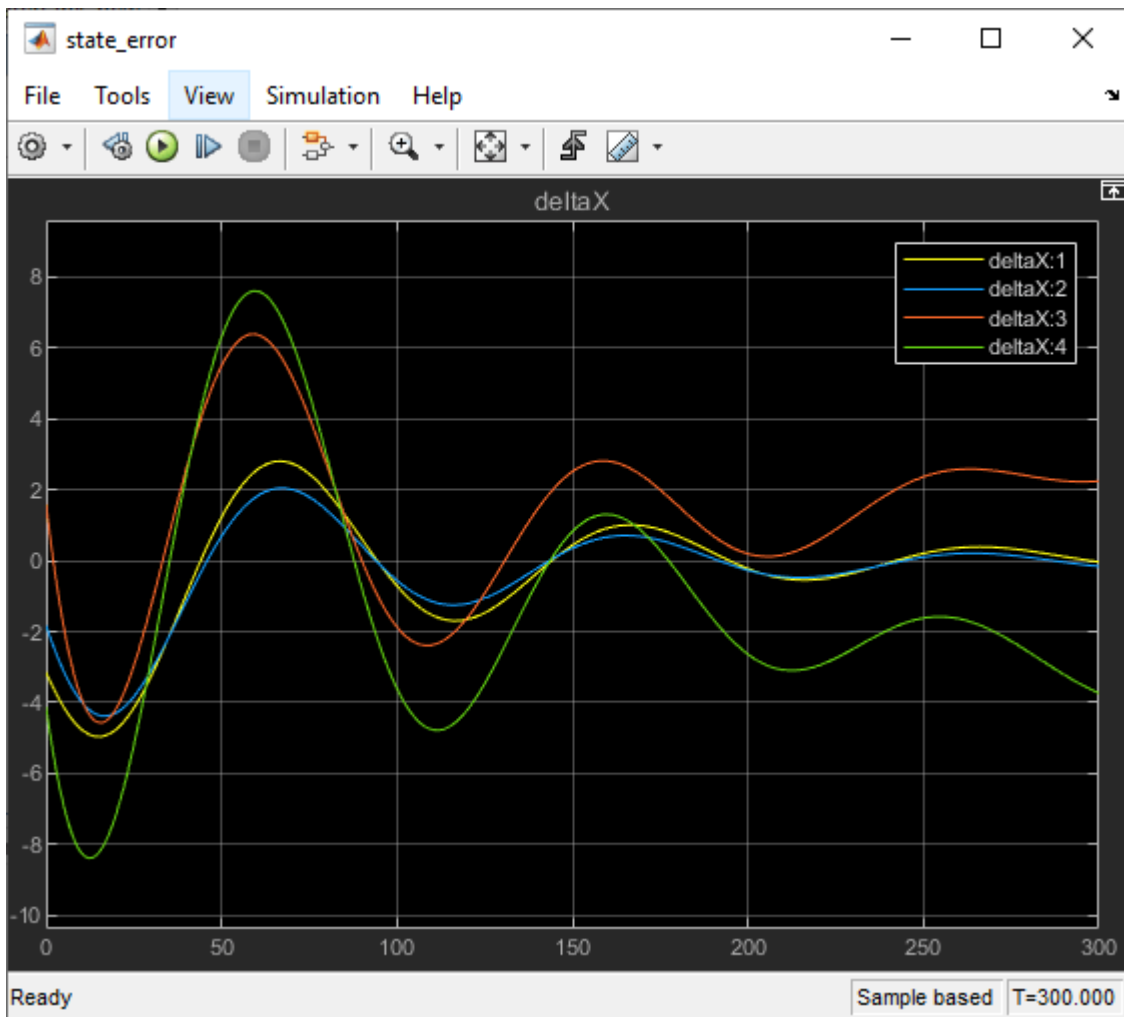 state_error
File Tools View Simulation Help
deltaX
deltaX:1
deltaX:2
deltaX:3
deltaX:4
8
6
4
2
0
-2
-4
-6
-8
-10
0 50 100 150 200 250 300
Ready Sample based T=300.000